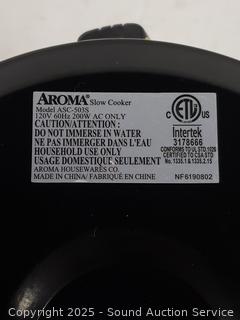 AROMA® Slow Cooker
Model ASC-503S
120V 60Hz 200W AC ONLY
CAUTION/ATTENTION :
DO NOT IMMERSE IN WATER
NE PAS IMMERGER DANS L'EAU
HOUSEHOLD USE ONLY
USAGE DOMESTIQUE SEULEMENT
AROMA HOUSEWARES CO.
MADE IN CHINA/ FABRIQUÉ EN CHINE
C ETL US
Intertek
3178666
CONFORMS TO UL STD.1026
CERTIFIED TO CSA STD
No. 1335.1 & 1335.2.15
NF6190802
Copyright 2025 - Sound Auction Service